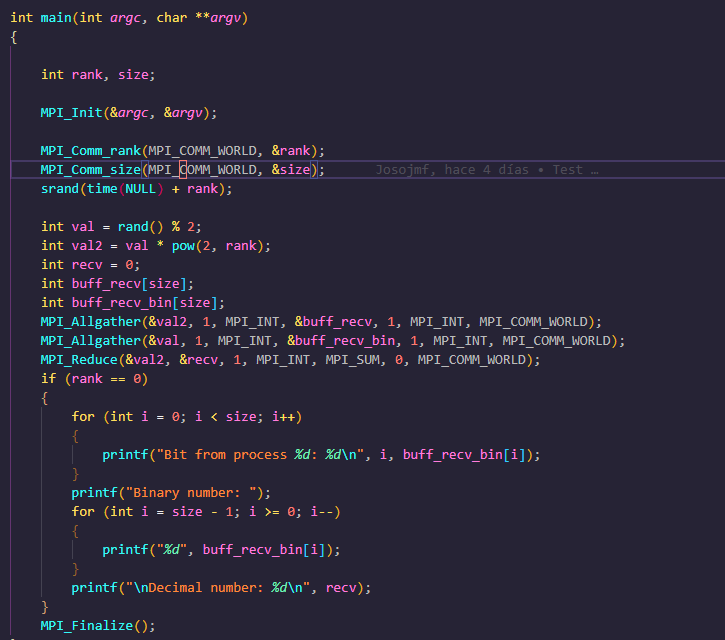 int main(int argc, char **argv)
{
    int rank, size;
    MPI_Init(&argc, &argv);
    MPI_Comm_rank(MPI_COMM_WORLD, &rank);
    MPI_Comm_size(MPI_COMM_WORLD, &size);    Josojmf, hace 4 días • Test …
    srand(time(NULL) + rank);
    int val = rand() % 2;
    int val2 = val * pow(2, rank);
    int recv = 0;
    int buff_recv[size];
    int buff_recv_bin[size];
    MPI_Allgather(&val2, 1, MPI_INT, &buff_recv, 1, MPI_INT, MPI_COMM_WORLD);
    MPI_Allgather(&val, 1, MPI_INT, &buff_recv_bin, 1, MPI_INT, MPI_COMM_WORLD);
    MPI_Reduce(&val2, &recv, 1, MPI_INT, MPI_SUM, 0, MPI_COMM_WORLD);
    if (rank == 0)
    {
        for (int i = 0; i < size; i++)
        {
            printf("Bit from process %d: %d\n", i, buff_recv_bin[i]);
        }
        printf("Binary number: ");
        for (int i = size - 1; i >= 0; i--)
        {
            printf("%d", buff_recv_bin[i]);
        }
        printf("\nDecimal number: %d\n", recv);
    }
    MPI_Finalize();